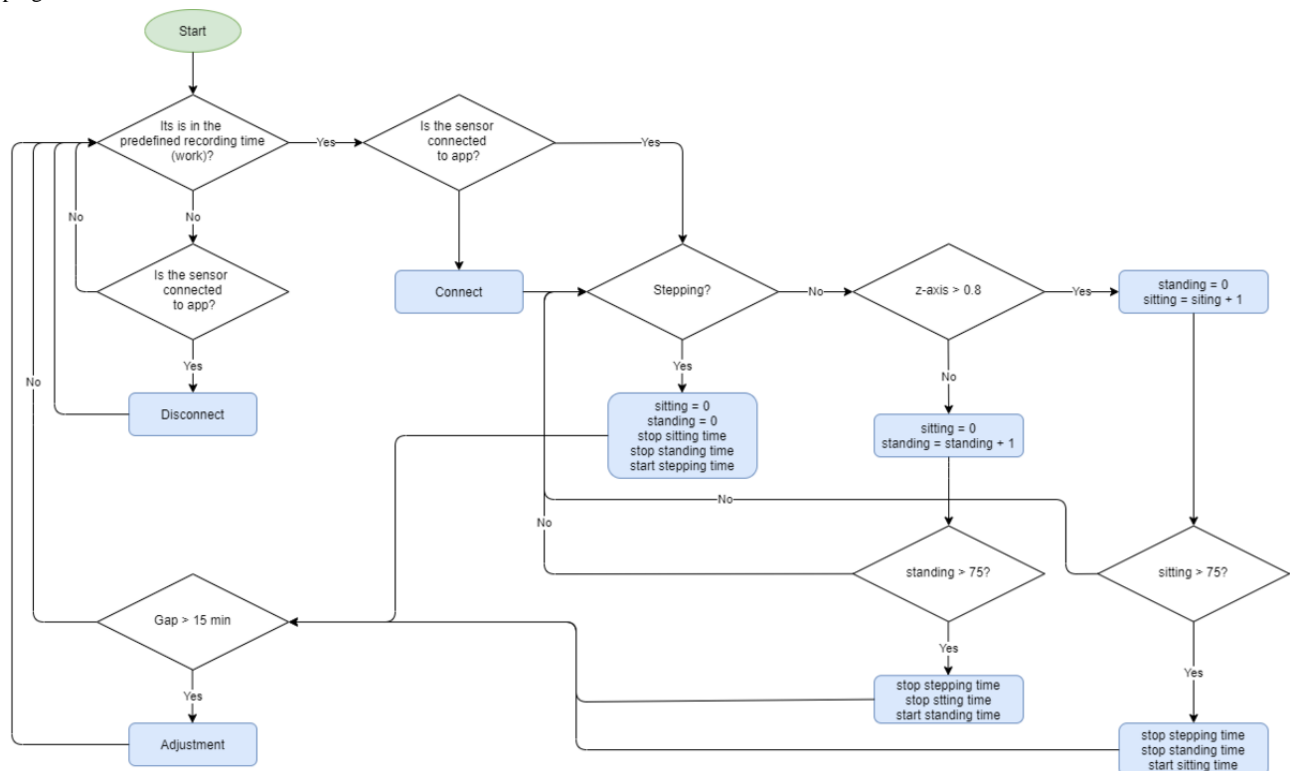 Start
Its is in the
predefined recording time
(work)?
Yes
Is the sensor
connected
to app?
Yes
No
No
Is the sensor
connected
to app?
Connect
Stepping?
No
z-axis > 0.8
Yes
standing = 0
sitting = siting + 1
Yes
Disconnect
No
Yes
sitting = 0
standing = 0
stop sitting time
stop standing time
start stepping time
No
sitting = 0
standing = standing + 1
No
No
standing > 75?
sitting > 75?
Gap > 15 min
Yes
Yes
Yes
stop stepping time
stop stting time
start standing time
Adjustment
stop stepping time
stop standing time
start sitting time